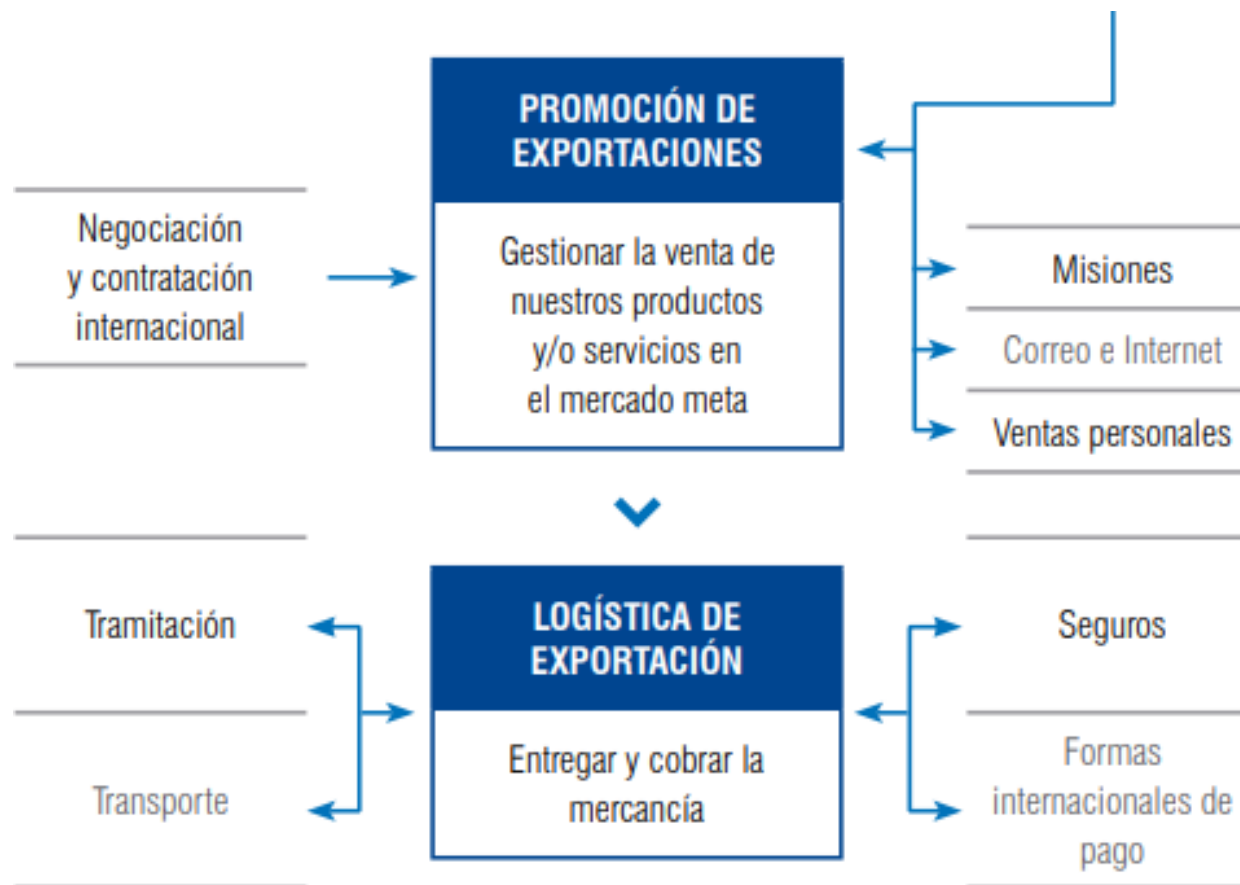 PROMOCIÓN DE
EXPORTACIONES
Negociación
y contratación
internacional
Gestionar la venta de
nuestros productos
y/o servicios en
el mercado meta
Misiones
Correo e Internet
Ventas personales
Tramitación
Transporte
LOGÍSTICA DE
EXPORTACIÓN
Entregar y cobrar la
mercancía
Seguros
Formas
internacionales de
pago